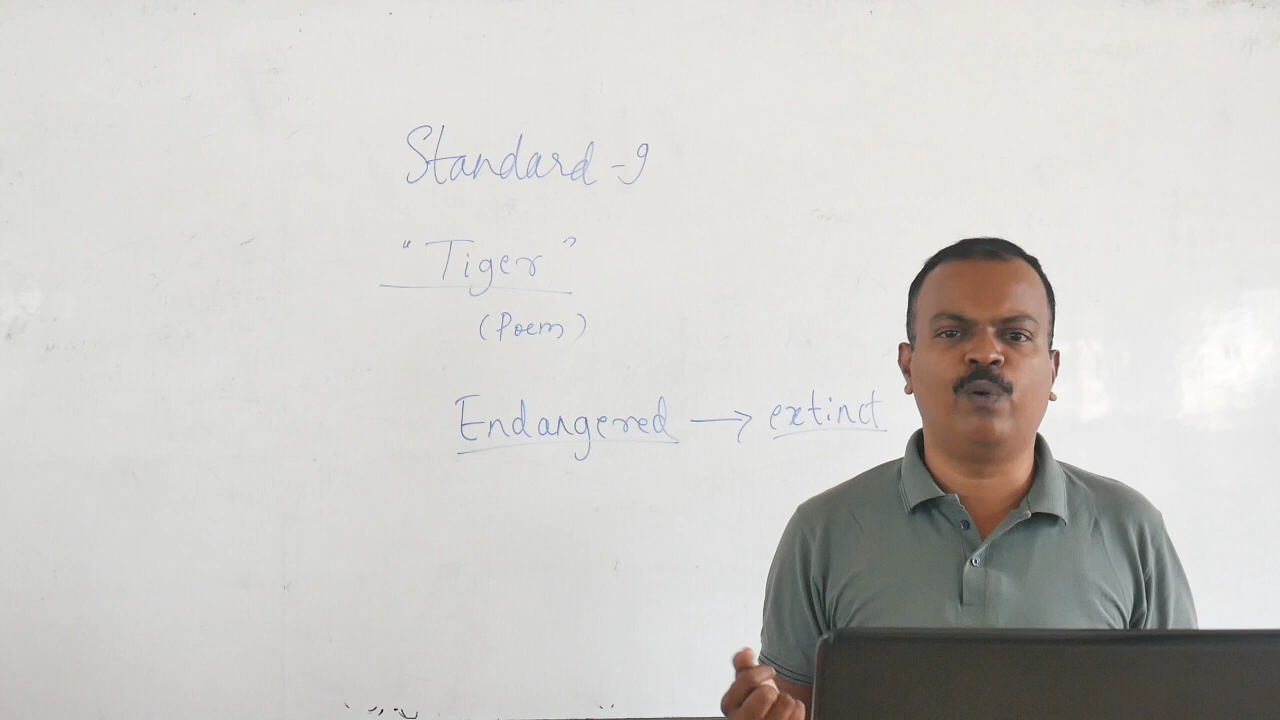 Standard -9
"Tiger"
(Poem)
Endangered → extinct